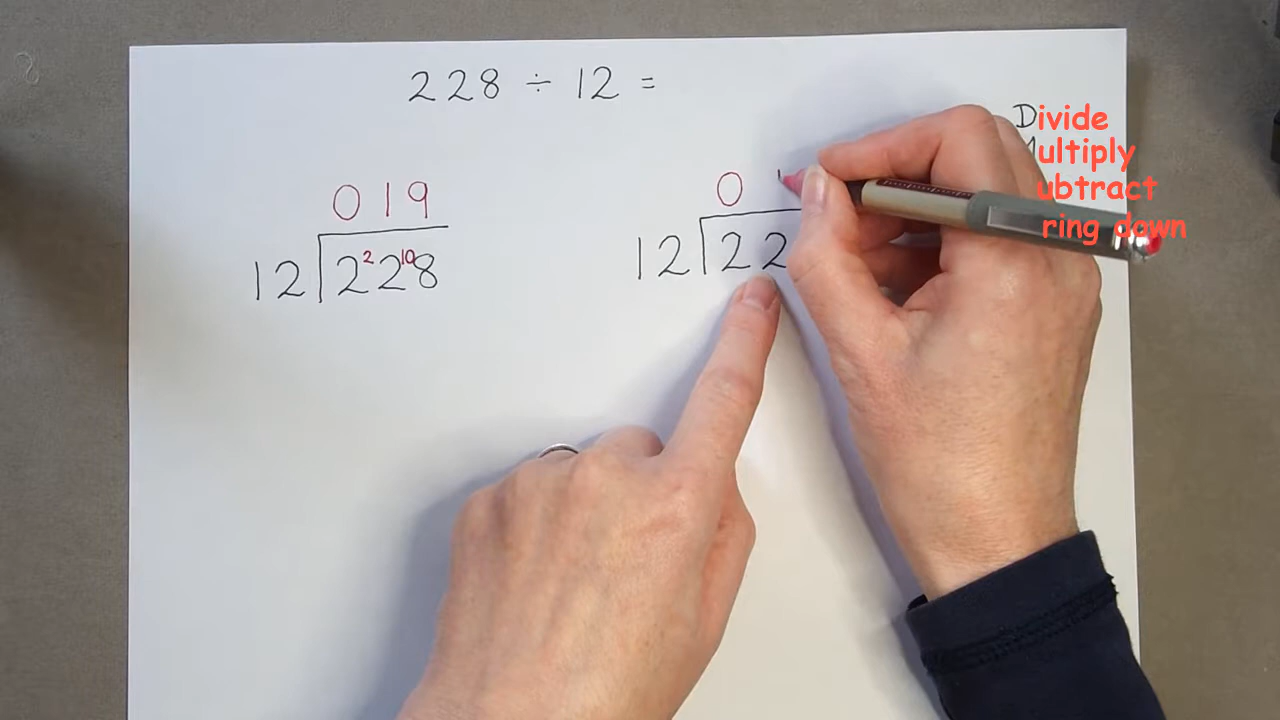 228 ÷ 12 =
019
12 2²2¹⁰8
0
12 22
Divide
ultiply
ubtract
ring down